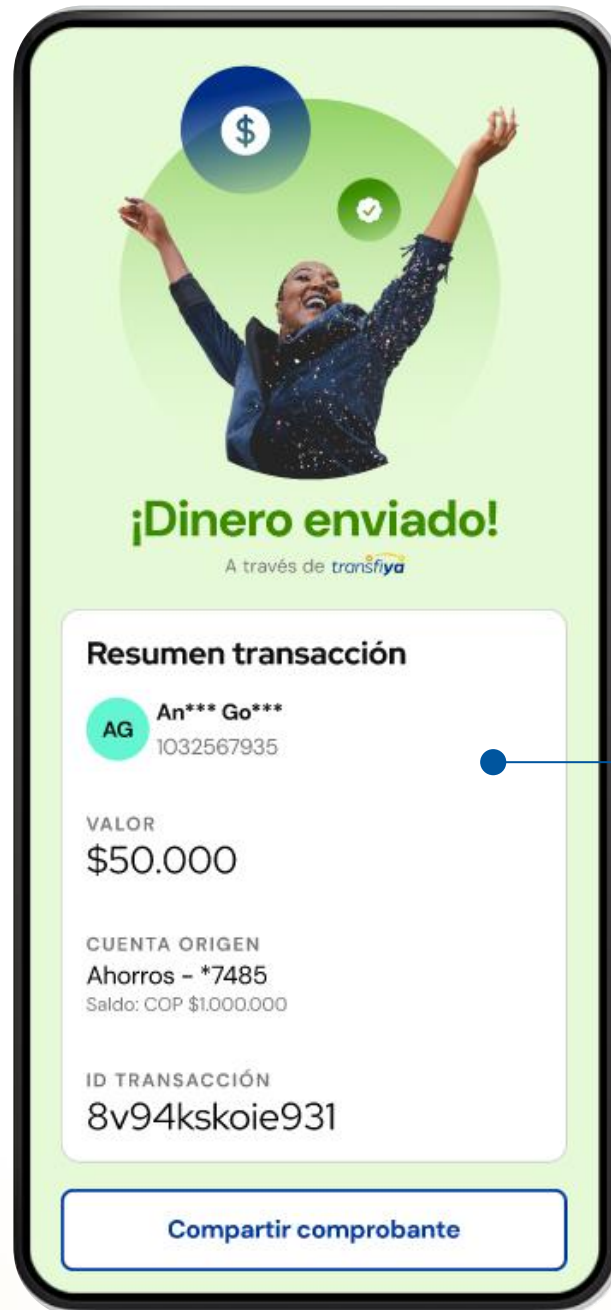 $
¡Dinero enviado!
A través de transfiya
Resumen transacción
AG
An*** Go***
1032567935
VALOR
$50.000
CUENTA ORIGEN
Ahorros - *7485
Saldo: COP $1.000.000
ID TRANSACCIÓN
8v94kskoie931
Compartir comprobante